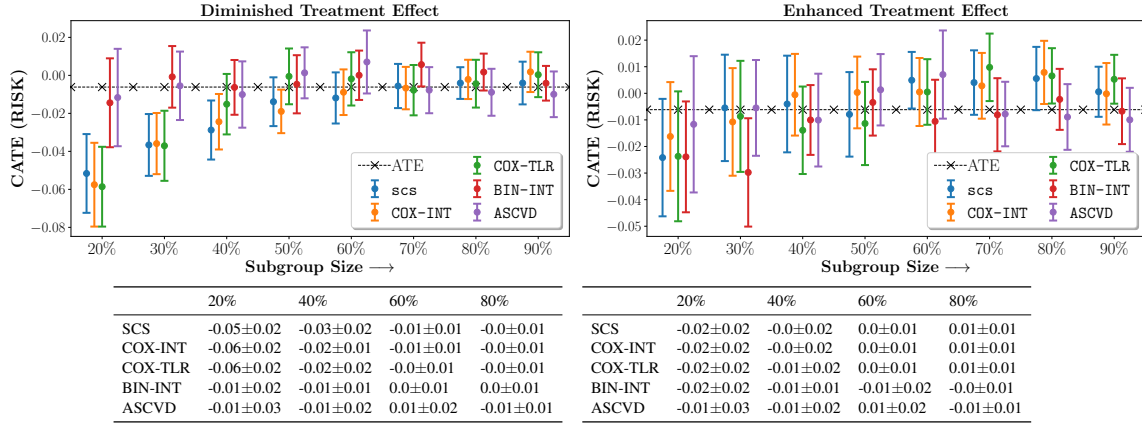 Diminished Treatment Effect
CATE (RISK)
0.02
0.00
−0.02
−0.04
−0.06
−0.08
ATE
scs
COX-INT
COX-TLR
BIN-INT
ASCVD
20% 30% 40% 50% 60% 70% 80% 90%
Subgroup Size →
Enhanced Treatment Effect
CATE (RISK)
0.02
0.01
0.00
−0.01
−0.02
−0.03
−0.04
−0.05
ATE
scs
COX-INT
COX-TLR
BIN-INT
ASCVD
20% 30% 40% 50% 60% 70% 80% 90%
Subgroup Size →
20% 40% 60% 80%
SCS -0.05±0.02 -0.03±0.02 -0.01±0.01 -0.0±0.01
COX-INT -0.06±0.02 -0.02±0.01 -0.01±0.01 -0.0±0.01
COX-TLR -0.06±0.02 -0.02±0.02 -0.0±0.01 -0.0±0.01
BIN-INT -0.01±0.02 -0.01±0.01 0.0±0.01 0.0±0.01
ASCVD -0.01±0.03 -0.01±0.02 0.01±0.02 -0.01±0.01
20% 40% 60% 80%
SCS -0.02±0.02 -0.0±0.02 0.0±0.01 0.01±0.01
COX-INT -0.02±0.02 -0.0±0.02 0.0±0.01 0.01±0.01
COX-TLR -0.02±0.02 -0.01±0.02 0.0±0.01 0.01±0.01
BIN-INT -0.02±0.02 -0.01±0.01 -0.01±0.02 -0.0±0.01
ASCVD -0.01±0.03 -0.01±0.02 0.01±0.02 -0.01±0.01